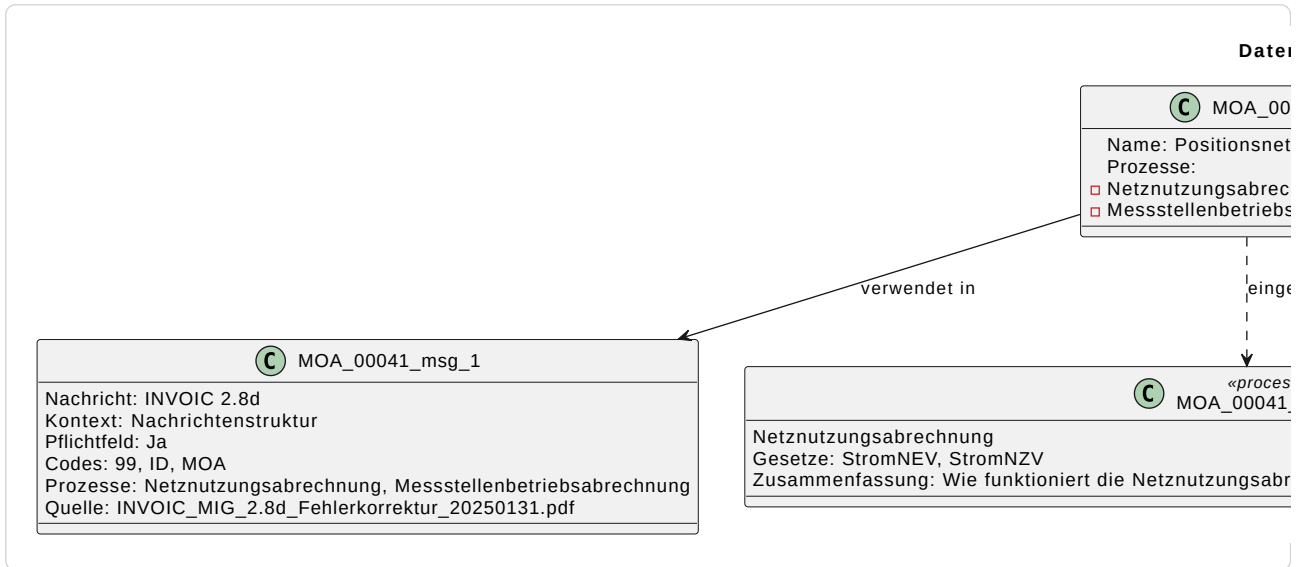 Daten
C MOA_00
Name: Positionsnet
Prozesse:
Netznutzungsabrec
Messstellenbetriebs
verwendet in
einge
C MOA_00041_msg_1
Nachricht: INVOIC 2.8d
Kontext: Nachrichtenstruktur
Pflichtfeld: Ja
Codes: 99, ID, MOA
Prozesse: Netznutzungsabrechnung, Messstellenbetriebsabrechnung
Quelle: INVOIC_MIG_2.8d_Fehlerkorrektur_20250131.pdf
«proces
C MOA_00041_
Netznutzungsabrechnung
Gesetze: StromNEV, StromNZV
Zusammenfassung: Wie funktioniert die Netznutzungsabr